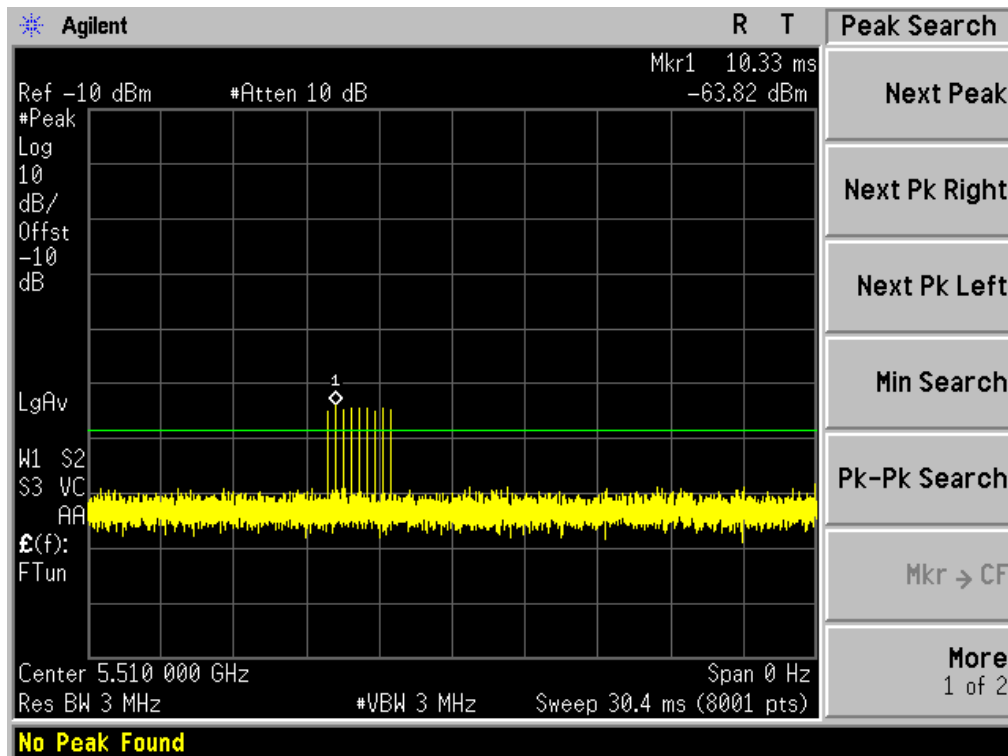 Agilent R T
Peak Search
Mkr1 10.33 ms
Ref -10 dBm #Atten 10 dB -63.82 dBm
#Peak
Log
10
dB/
Offst
-10
dB
1
LgAv
W1 S2
S3 VC
AA
£(f):
FTun
Center 5.510 000 GHz Span 0 Hz
Res BW 3 MHz #VBW 3 MHz Sweep 30.4 ms (8001 pts)
No Peak Found
Next Peak
Next Pk Right
Next Pk Left
Min Search
Pk-Pk Search
Mkr → CF
More
1 of 2